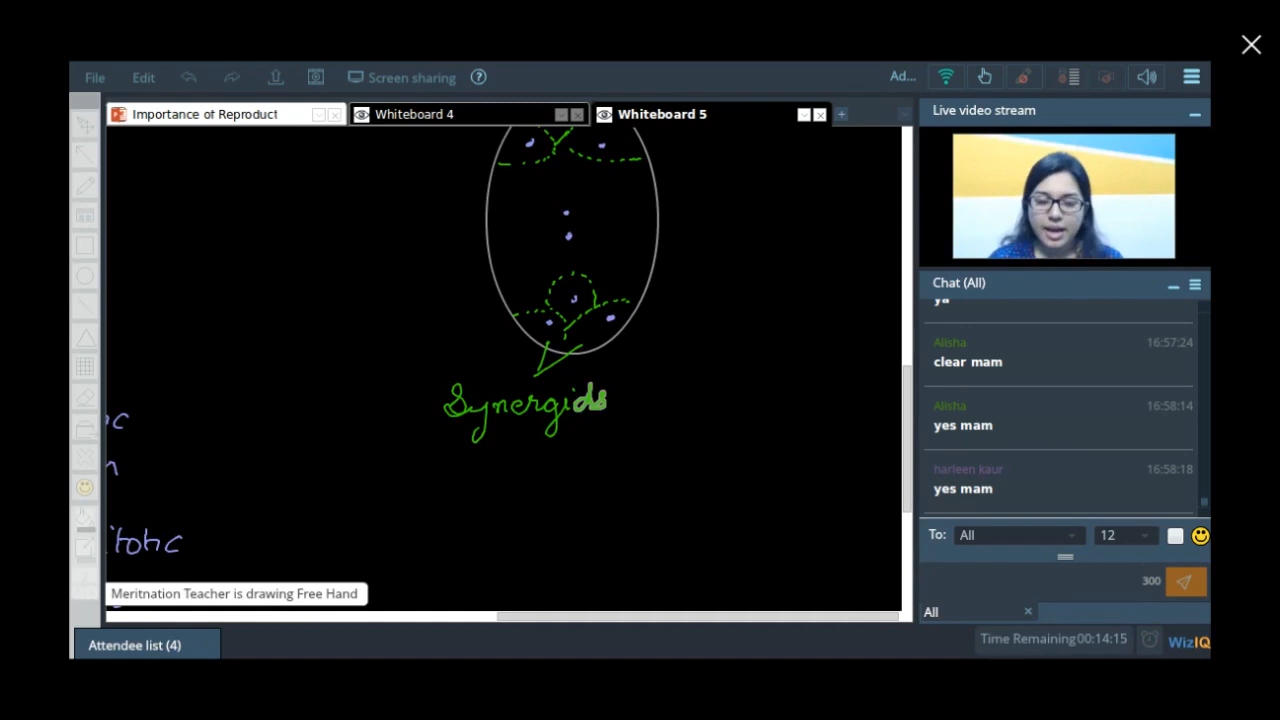 File Edit Screen sharing ? Ad...
Importance of Reproduct Whiteboard 4 Whiteboard 5 +
Live video stream
Chat (All)
ya
Alisha 16:57:24
clear mam
Alisha 16:58:14
yes mam
harleen kaur 16:58:18
yes mam
Synergids
To: All 12
300
All
Meritnation Teacher is drawing Free Hand
Attendee list (4)
Time Remaining00:14:15 WizIQ